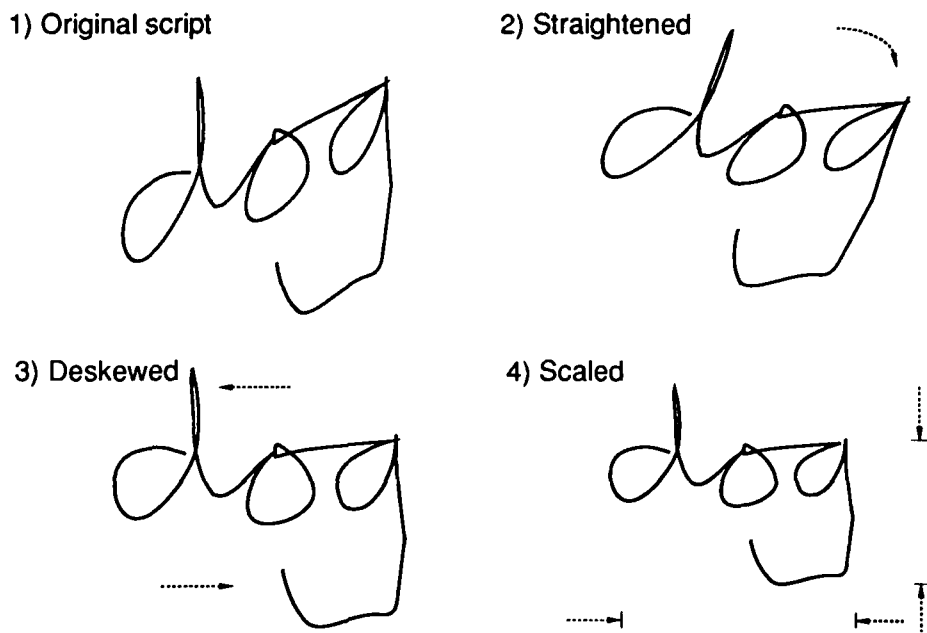 1) Original script
2) Straightened
dog
dog
3) Deskewed
4) Scaled
dog
dog